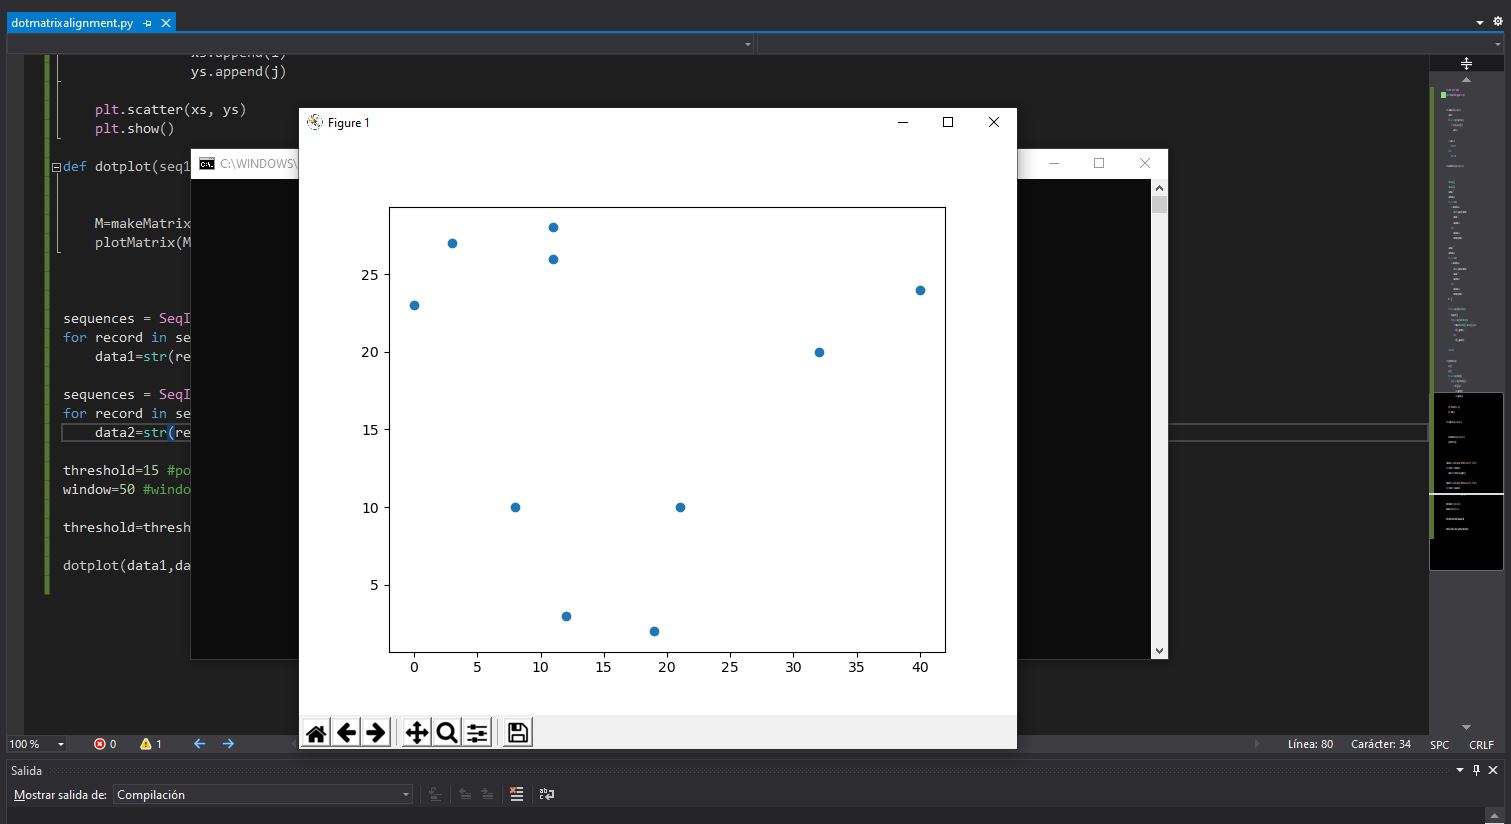 dotmatrixalignment.py
ys.append(j)
plt.scatter(xs, ys)
plt.show()
Figure 1
C:\WINDOWS\
def dotplot(seq1
M=makeMatrix
plotMatrix(M
sequences = SeqI
for record in se
data1=str(re
sequences = SeqI
for record in se
data2=str(re
threshold=15 #po
window=50 #windo
threshold=thresh
dotplot(data1,da
25
20
15
10
5
0 5 10 15 20 25 30 35 40
100 % 0 1 Línea: 80 Carácter: 34 SPC CRLF
Salida
Mostrar salida de: Compilación